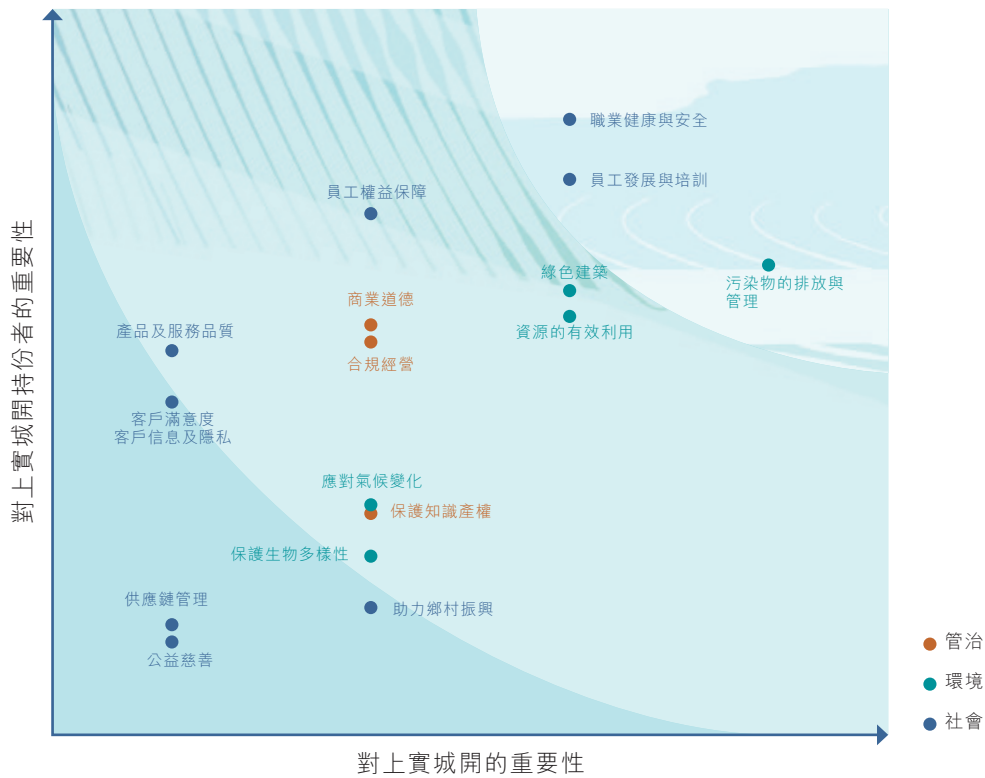 職業健康與安全
員工發展與培訓
員工權益保障
綠色建築
污染物的排放與
管理
商業道德
產品及服務品質
資源的有效利用
合規經營
客戶滿意度
客戶信息及隱私
應對氣候變化
保護知識產權
保護生物多樣性
供應鏈管理
助力鄉村振興
公益慈善
對上實城開持份者的重要性
對上實城開的重要性
管治
環境
社會